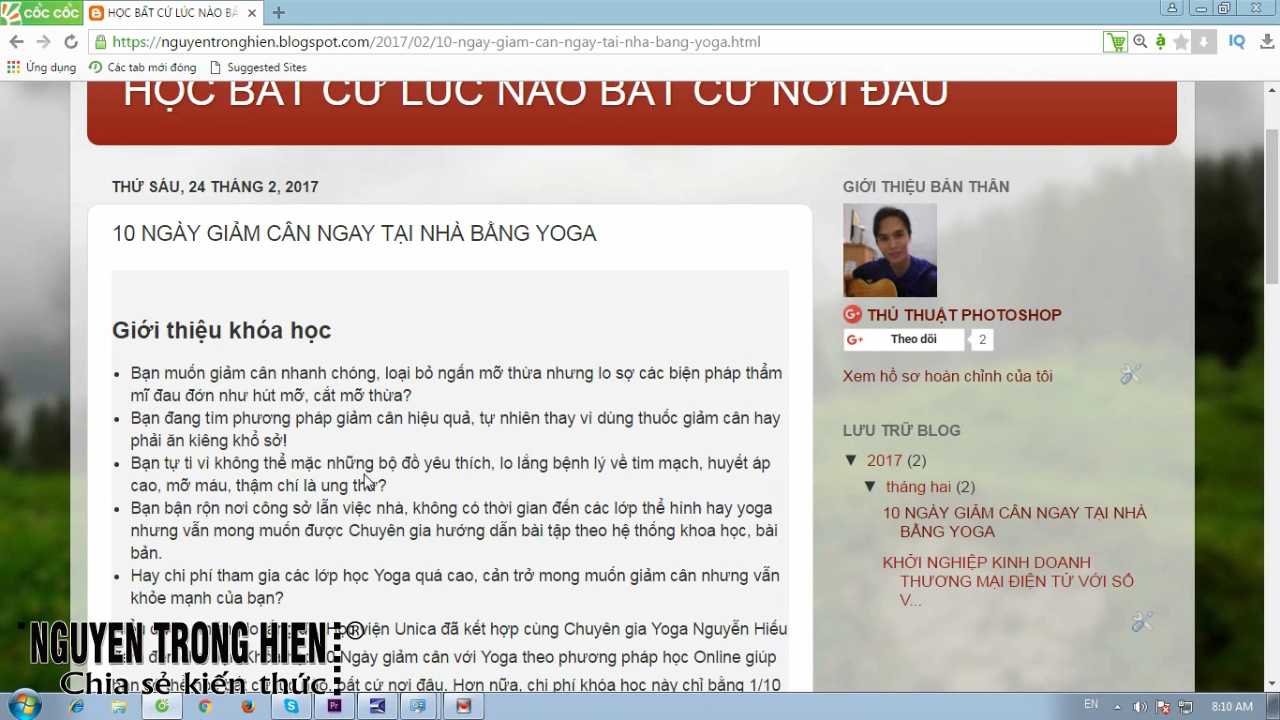 CỐC CỐC
HỌC BẤT CỨ LÚC NÀO BẤ
https://nguyentronghien.blogspot.com/2017/02/10-ngay-giam-can-ngay-tai-nha-bang-yoga.html
IQ
Ứng dụng
Các tab mới đóng
Suggested Sites
HỌC BẤT CỨ LÚC NÀO BẤT CỨ NƠI ĐÂU
THỨ SÁU, 24 THÁNG 2, 2017
10 NGÀY GIẢM CÂN NGAY TẠI NHÀ BẰNG YOGA
Giới thiệu khóa học
Bạn muốn giảm cân nhanh chóng, loại bỏ ngấn mỡ thừa nhưng lo sợ các biện pháp thẩm
mĩ đau đớn như hút mỡ, cắt mỡ thừa?
Bạn đang tìm phương pháp giảm cân hiệu quả, tự nhiên thay vì dùng thuốc giảm cân hay
phải ăn kiêng khổ sở!
Bạn tự ti vì không thể mặc những bộ đồ yêu thích, lo lắng bệnh lý về tim mạch, huyết áp
cao, mỡ máu, thậm chí là ung thư?
Bạn bận rộn nơi công sở lẫn việc nhà, không có thời gian đến các lớp thể hình hay yoga
nhưng vẫn mong muốn được Chuyên gia hướng dẫn bài tập theo hệ thống khoa học, bài
bản.
Hay chi phí tham gia các lớp học Yoga quá cao, cản trở mong muốn giảm cân nhưng vẫn
khỏe mạnh của bạn?
viện Unica đã kết hợp cùng Chuyên gia Yoga Nguyễn Hiếu
Ngày giảm cân với Yoga theo phương pháp học Online giúp
bất cứ nơi đâu. Hơn nữa, chi phí khóa học này chỉ bằng 1/10
GIỚI THIỆU BẢN THÂN
THỦ THUẬT PHOTOSHOP
Theo dõi
2
Xem hồ sơ hoàn chỉnh của tôi
LƯU TRỮ BLOG
▼ 2017 (2)
▼ tháng hai (2)
10 NGÀY GIẢM CÂN NGAY TẠI NHÀ
BẰNG YOGA
KHỞI NGHIỆP KINH DOANH
THƯƠNG MẠI ĐIỆN TỬ VỚI SỐ
V...
NGUYEN TRONG HIEN ®
Chia sẻ kiến thức
EN
8:10 AM